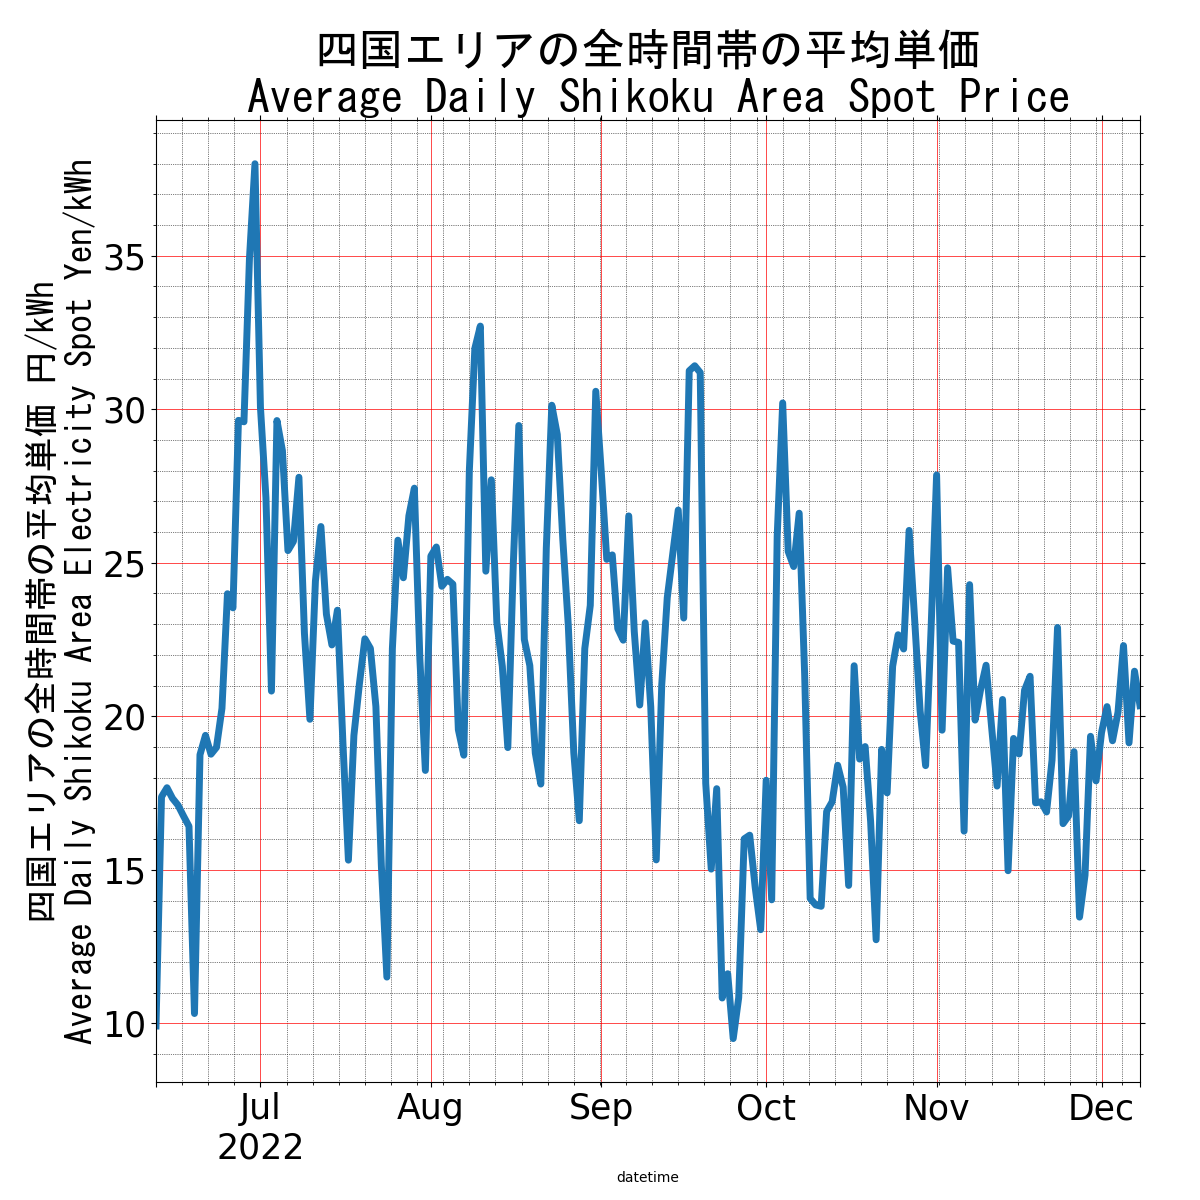 四国エリアの全時間帯の平均単価
Average Daily Shikoku Area Spot Price
四国エリアの全時間帯の平均単価 円/kWh
Average Daily Shikoku Area Electricity Spot Yen/kWh
35
30
25
20
15
10
Jul Aug Sep Oct Nov Dec
2022
datetime